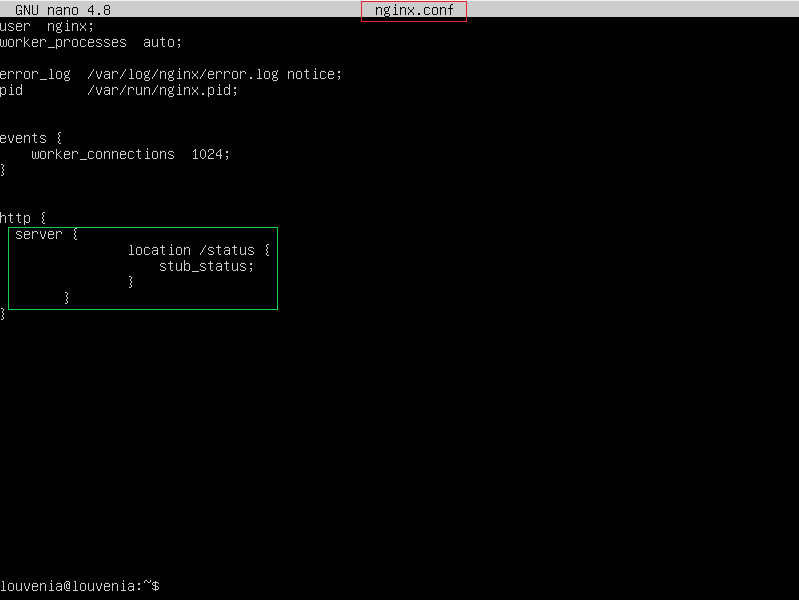 GNU nano 4.8 nginx.conf
user  nginx;
worker_processes  auto;
error_log  /var/log/nginx/error.log notice;
pid        /var/run/nginx.pid;
events {
    worker_connections  1024;
}
http {
  server {
                location /status {
                    stub_status;
                }
        }
}
louvenia@louvenia:~$